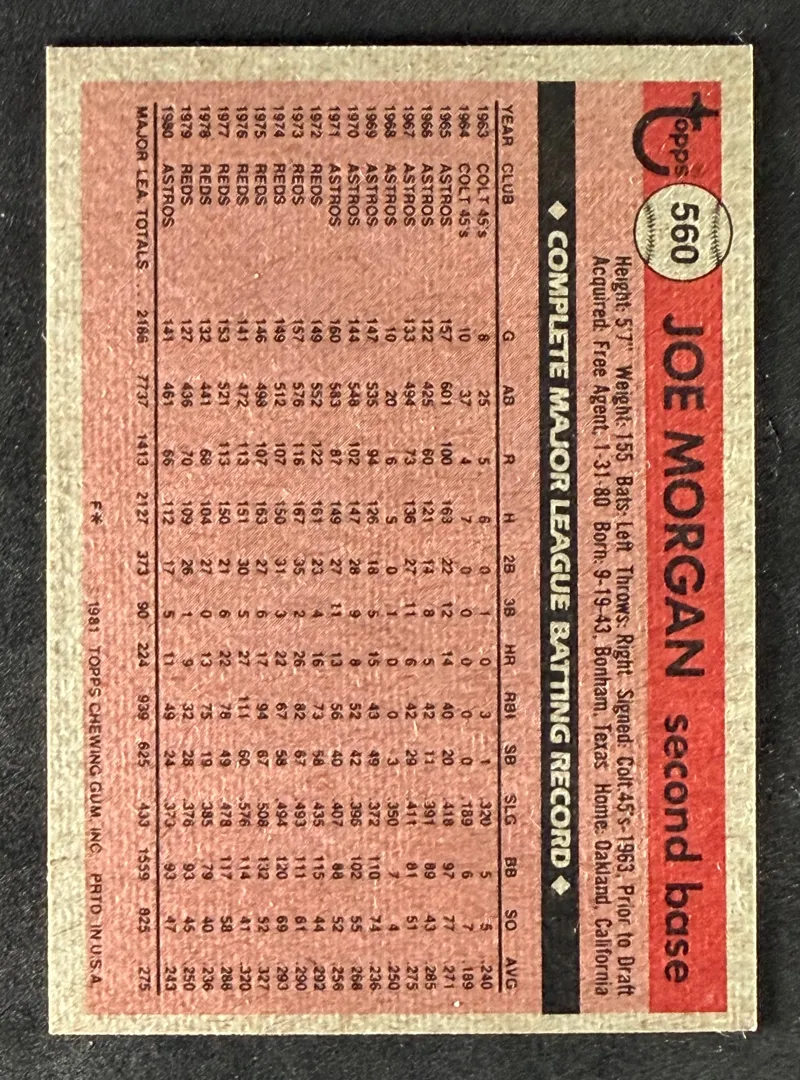 Topps
560
JOE MORGAN second base
Height: 5'7" Weight: 155 Bats: Left Throws: Right Signed: Colt 45's-1963, Prior to Draft
Acquired: Free Agent, 1-31-80 Born: 9-19-43, Bonham, Texas Home: Oakland, California
◆ COMPLETE MAJOR LEAGUE BATTING RECORD ◆
YEAR CLUB G AB R H 2B 3B HR RBI SB SLG BB SO AVG
1963 COLT 45's 8 25 5 6 0 1 0 3 1 .320 5 5 .240
1964 COLT 45's 10 37 4 7 0 0 0 0 0 .189 6 7 .189
1965 ASTROS 157 601 100 163 22 12 14 40 20 .418 97 77 .271
1966 ASTROS 122 425 60 121 14 8 5 42 11 .391 89 43 .285
1967 ASTROS 133 494 73 136 27 11 6 42 29 .411 81 51 .275
1968 ASTROS 10 20 6 5 0 1 0 0 3 .350 7 4 .250
1969 ASTROS 147 535 94 126 18 5 15 43 49 .372 110 74 .236
1970 ASTROS 144 548 102 147 28 9 8 52 42 .396 102 55 .268
1971 ASTROS 160 583 87 149 27 11 13 56 40 .407 88 52 .256
1972 REDS 149 552 122 161 23 4 16 73 58 .435 115 44 .292
1973 REDS 157 576 116 167 35 2 26 82 67 .493 111 61 .290
1974 REDS 149 512 107 150 31 3 22 67 58 .494 120 69 .293
1975 REDS 146 498 107 163 27 6 17 94 67 .508 132 52 .327
1976 REDS 141 472 113 151 30 5 27 111 60 .576 114 41 .320
1977 REDS 153 521 113 150 21 6 22 78 49 .478 117 58 .288
1978 REDS 132 441 68 104 27 0 13 75 19 .385 79 40 .236
1979 REDS 127 436 70 109 26 1 9 32 28 .376 93 45 .250
1980 ASTROS 141 461 66 112 17 5 11 49 24 .373 93 47 .243
MAJOR LEA. TOTALS ... 2186 7737 1413 2127 373 90 224 939 625 .433 1559 825 .275
F* 1981 TOPPS CHEWING GUM, INC. PRTD. IN U.S.A.